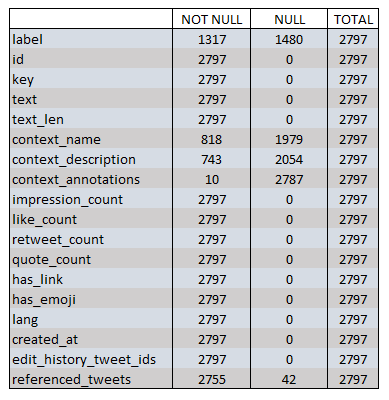 NOT NULL NULL TOTAL
label 1317 1480 2797
id 2797 0 2797
key 2797 0 2797
text 2797 0 2797
text_len 2797 0 2797
context_name 818 1979 2797
context_description 743 2054 2797
context_annotations 10 2787 2797
impression_count 2797 0 2797
like_count 2797 0 2797
retweet_count 2797 0 2797
quote_count 2797 0 2797
has_link 2797 0 2797
has_emoji 2797 0 2797
lang 2797 0 2797
created_at 2797 0 2797
edit_history_tweet_ids 2797 0 2797
referenced_tweets 2755 42 2797